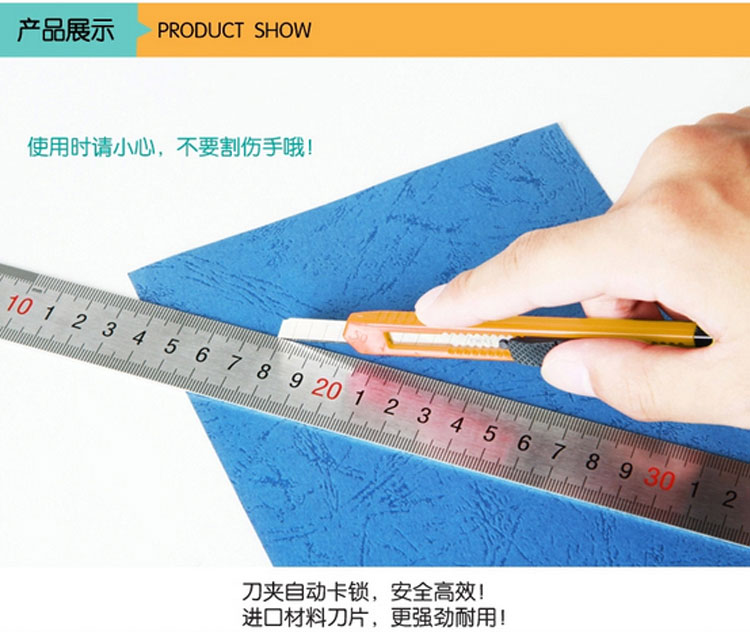 产品展示 PRODUCT SHOW
使用时请小心，不要割伤手哦！
10 1 2 3 4 5 6 7 8 9 20 1 2 3 4 5 6 7 8 9 30 1 2
刀夹自动卡锁，安全高效！
进口材料刀片，更强劲耐用！